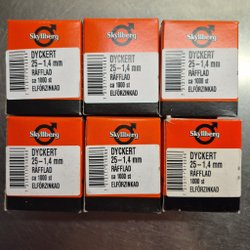 Skyllberg
DYCKERT
25-1,4 mm
RÄFFLAD
ca 1000 st
ELFÖRZINKAD
DYCKERT
25-1,4 mm
RÄFFLAD
ca 1000 st
ELFÖRZINKAD
Skyllberg
DYCKERT
25-1,4 mm
RÄFFLAD
ca 1000 st
ELFÖRZINKAD
Skyllberg
DYCKERT
25-1,4 mm
RÄFFLAD
ca 1000 st
ELFÖRZINKAD
Skyllberg
DYCKERT
25-1,4 mm
RÄFFLAD
ca 1000 st
ELFÖRZINKAD
Skyllberg
DYCKERT
25-1,4 mm
RÄFFLAD
1000 st
ELFÖRZINKAD